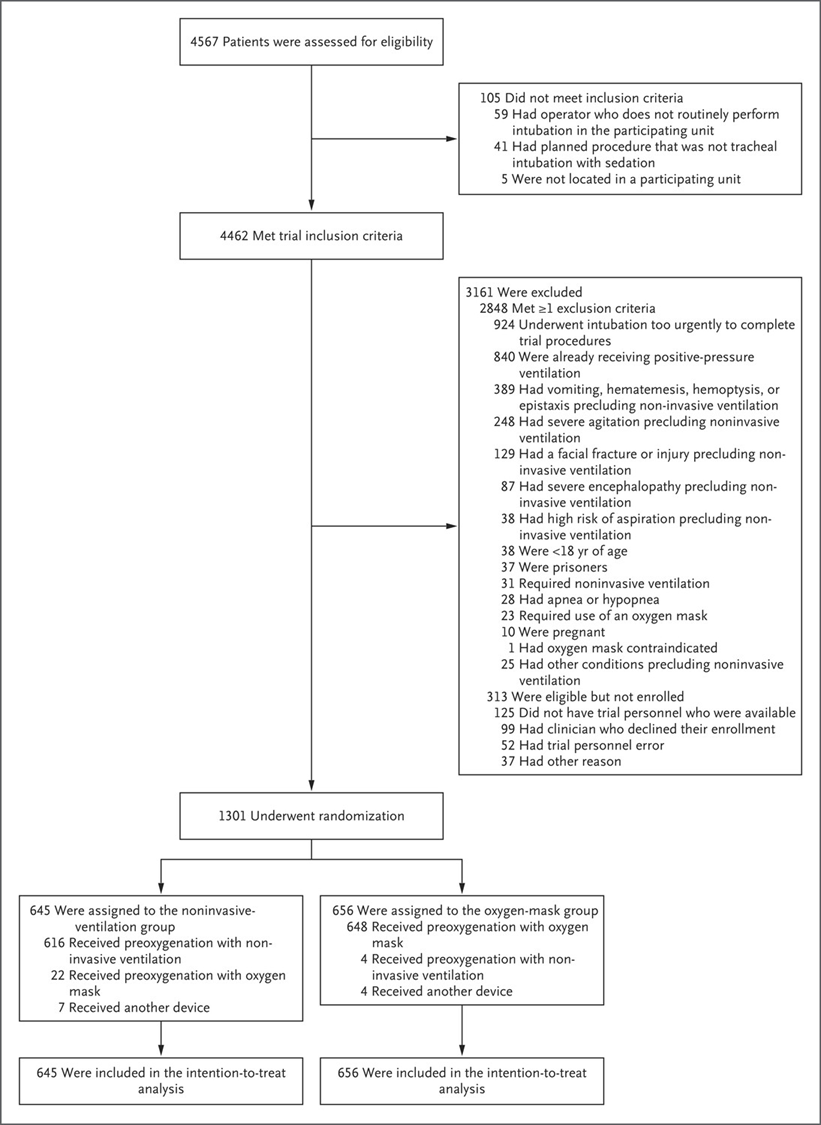 4567 Patients were assessed for eligibility
105 Did not meet inclusion criteria
59 Had operator who does not routinely perform
intubation in the participating unit
41 Had planned procedure that was not tracheal
intubation with sedation
5 Were not located in a participating unit
4462 Met trial inclusion criteria
3161 Were excluded
2848 Met ≥1 exclusion criteria
924 Underwent intubation too urgently to complete
trial procedures
840 Were already receiving positive-pressure
ventilation
389 Had vomiting, hematemesis, hemoptysis, or
epistaxis precluding non-invasive ventilation
248 Had severe agitation precluding noninvasive
ventilation
129 Had a facial fracture or injury precluding non-
invasive ventilation
87 Had severe encephalopathy precluding non-
invasive ventilation
38 Had high risk of aspiration precluding non-
invasive ventilation
38 Were <18 yr of age
37 Were prisoners
31 Required noninvasive ventilation
28 Had apnea or hypopnea
23 Required use of an oxygen mask
10 Were pregnant
1 Had oxygen mask contraindicated
25 Had other conditions precluding noninvasive
ventilation
313 Were eligible but not enrolled
125 Did not have trial personnel who were available
99 Had clinician who declined their enrollment
52 Had trial personnel error
37 Had other reason
1301 Underwent randomization
645 Were assigned to the noninvasive-
ventilation group
616 Received preoxygenation with non-
invasive ventilation
22 Received preoxygenation with oxygen
mask
7 Received another device
656 Were assigned to the oxygen-mask group
648 Received preoxygenation with oxygen
mask
4 Received preoxygenation with non-
invasive ventilation
4 Received another device
645 Were included in the intention-to-treat
analysis
656 Were included in the intention-to-treat
analysis